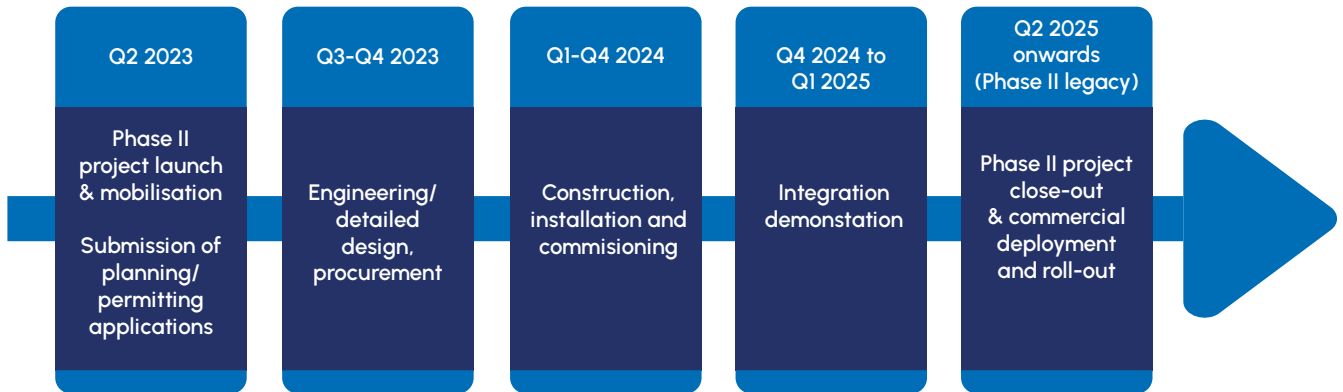 Q2 2023
Phase II
project launch
& mobilisation
Submission of
planning/
permitting
applications
Q3-Q4 2023
Engineering/
detailed
design,
procurement
Q1-Q4 2024
Construction,
installation and
commisioning
Q4 2024 to
Q1 2025
Integration
demonstation
Q2 2025
onwards
(Phase II legacy)
Phase II project
close-out
& commercial
deployment
and roll-out